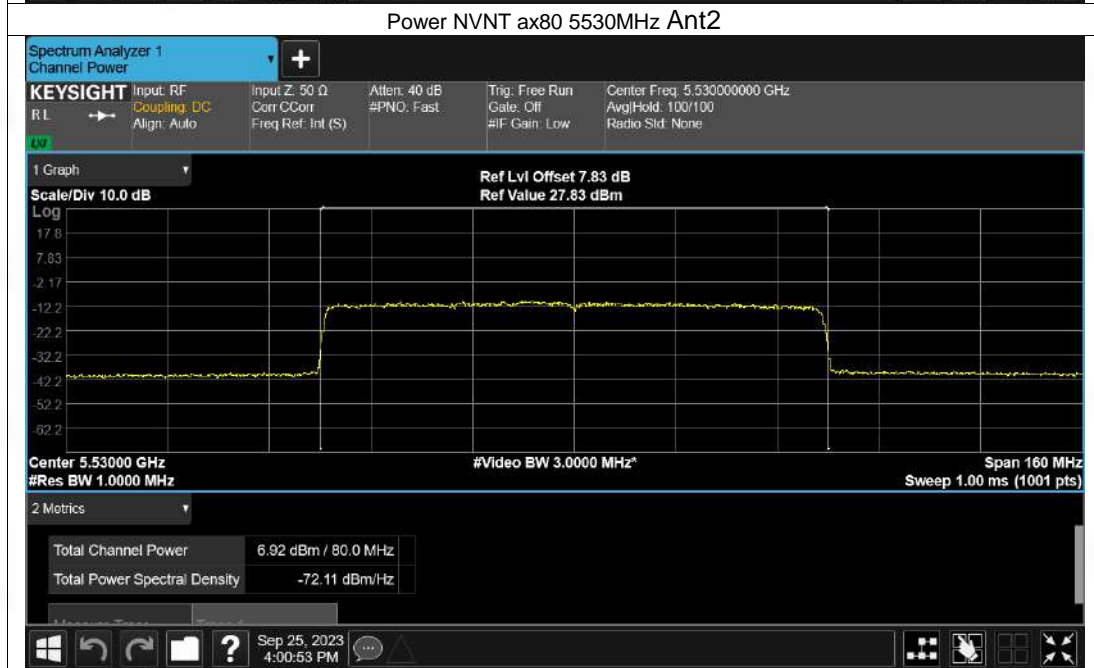 Power NVNT ax80 5530MHz Ant2
Spectrum Analyzer 1
Channel Power
+
KEYSIGHT
RL
Input: RF
Coupling: DC
Align: Auto
Input Z: 50 Ω
Corr CCorr
Freq Ref: Int (S)
Atten: 40 dB
#PNO: Fast
Trig: Free Run
Gate: Off
#IF Gain: Low
Center Freq: 5.530000000 GHz
Avg|Hold: 100/100
Radio Std: None
LXI
1 Graph
Scale/Div 10.0 dB
Ref Lvl Offset 7.83 dB
Ref Value 27.83 dBm
Log
17.8
7.83
-2.17
-12.2
-22.2
-32.2
-42.2
-52.2
-62.2
Center 5.53000 GHz
#Video BW 3.0000 MHz*
Span 160 MHz
#Res BW 1.0000 MHz
Sweep 1.00 ms (1001 pts)
2 Metrics
Total Channel Power 6.92 dBm / 80.0 MHz
Total Power Spectral Density -72.11 dBm/Hz
?
Sep 25, 2023
4:00:53 PM